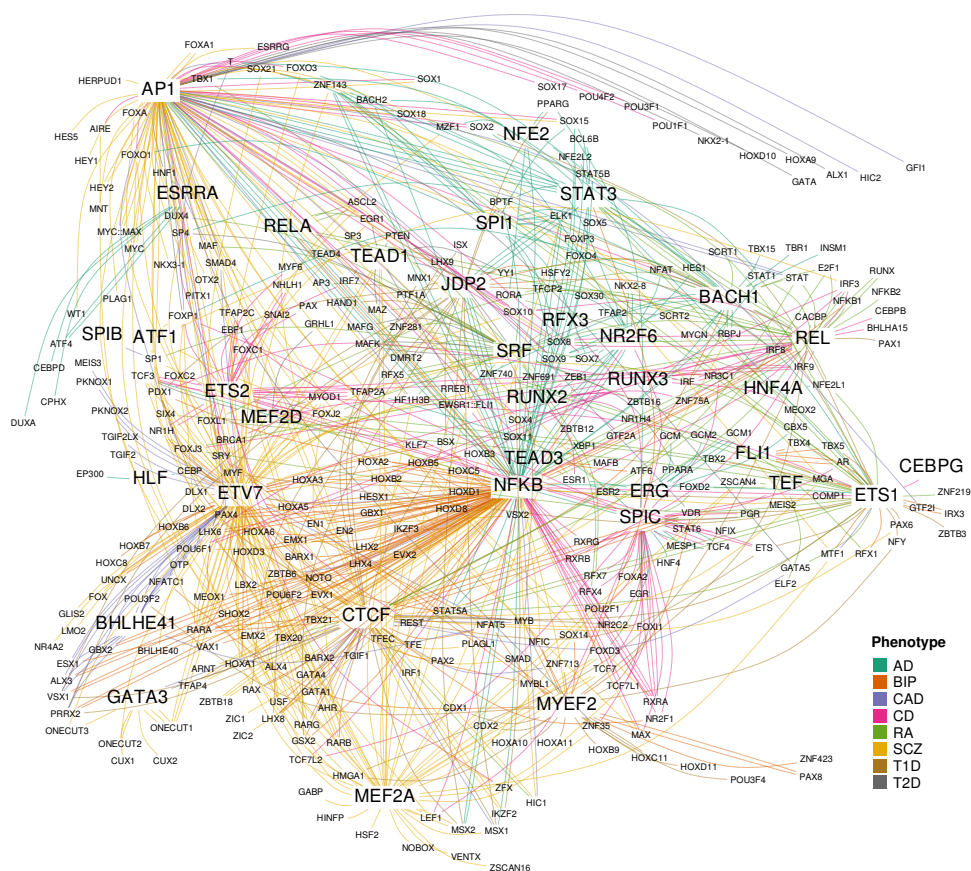 FOXA1
ESRRG
T
SOX21
FOXO3
HERPUD1
AP1
TBX1
ZNF143
SOX1
SOX17
POU4F2
POU3F1
BACH2
PPARG
FOXA
SOX18
MZF1
SOX2
SOX15
POU1F1
HES5
AIRE
NFE2
BCL6B
NKX2-1
HEY1
FOXO1
NFE2L2
HOXD10
HOXA9
GFI1
HNF1
STAT5B
GATA
ALX1
HIC2
HEY2
ESRRA
STAT3
MNT
ASCL2
BPTF
DUX4
RELA
EGR1
SPI1
ELK1
SOX5
MYC::MAX
SP4
SP3
PTEN
FOXP3
MYC
MAF
TEAD4
TEAD1
ISX
FOXO4
SCRT1
TBX15
TBR1
INSM1
NKX3-1
SMAD4
MYF6
LHX9
YY1
HSFY2
NFAT
HES1
STAT1
STAT
E2F1
RUNX
OTX2
NHLH1
AP3
IRF7
MNX1
JDP2
TFCP2
NKX2-8
BACH1
IRF3
NFKB2
PLAG1
PITX1
PTF1A
RORA
SOX30
NFKB1
WT1
FOXP1
TFAP2C
PAX
HAND1
MAZ
SOX10
RFX3
TFAP2
SCRT2
CACBP
CEBPB
SPIB
ATF1
EBF1
SNAI2
GRHL1
MAFG
ZNF281
NR2F6
MYCN
RBPJ
REL
BHLHA15
ATF4
FOXC1
MAFK
SRF
SOX8
IRF8
PAX1
CEBPD
MEIS3
SP1
DMRT2
SOX9
SOX7
TCF3
FOXC2
RFX5
ZNF740
ZNF691
ZEB1
RUNX3
IRF
NR3C1
IRF9
PKNOX1
PDX1
ETS2
MYOD1
TFAP2A
RREB1
HNF4A
NFE2L1
CPHX
HF1H3B
EWSR1::FLI1
RUNX2
ZBTB16
ZNF75A
DUXA
PKNOX2
SIX4
MEF2D
FOXJ2
SOX4
NR1H4
MEOX2
TGIF2LX
NR1H
FOXL1
SOX11
ZBTB12
GTF2A
GCM
GCM2
GCM1
CBX5
TGIF2
FOXJ3
BRCA1
KLF7
BSX
XBP1
TBX4
TBX5
SRY
HOXB3
TEAD3
MAFB
TBX2
FLI1
AR
CEBPG
EP300
HLF
CEBP
MYF
HOXA2
HOXB5
HOXC5
NFKB
ESR1
ATF6
PPARA
ZSCAN4
TEF
MGA
DLX1
ETV7
HOXA3
HOXB2
HOXD1
ESR2
ERG
FOXD2
COMP1
ETS1
ZNF219
DLX2
HESX1
HOXD8
MEIS2
GTF2I
PAX4
HOXA5
GBX1
VSX2
SPIC
VDR
PGR
IRX3
HOXB6
LHX6
HOXA6
EN1
EN2
IKZF3
STAT6
NFIX
PAX6
ZBTB3
HOXB7
POU6F1
HOXD3
EMX1
LHX2
EVX2
RXRG
MESP1
TCF4
ETS
RFX1
NFY
HOXC8
OTP
BARX1
LHX4
RXRB
HNF4
MTF1
UNCX
NFATC1
LBX2
ZBTB6
NOTO
RFX7
FOXA2
GATA5
FOX
POU3F2
MEOX1
POU6F2
EVX1
RFX4
EGR
ELF2
GLIS2
SHOX2
CTCF
STAT5A
POU2F1
LMO2
BHLHE41
RARA
EMX2
TBX21
REST
NFAT5
MYB
NR2C2
FOXI1
NR4A2
GBX2
BHLHE40
VAX1
TBX20
TFEC
TFE
PLAGL1
NFIC
SOX14
FOXD3
ESX1
HOXA1
ALX4
BARX2
TGIF1
PAX2
SMAD
ZNF713
TCF7
ALX3
ARNT
GATA4
IRF1
MYBL1
TCF7L1
VSX1
GATA3
TFAP4
RAX
GATA1
RXRA
PRRX2
ZBTB18
USF
AHR
CDX1
MYEF2
NR2F1
ONECUT3
ONECUT1
ZIC1
LHX8
RARG
CDX2
ZNF35
MAX
ONECUT2
ZIC2
GSX2
RARB
HOXA10
HOXA11
HOXB9
CUX1
CUX2
TCF7L2
HOXC11
HOXD11
ZNF423
HMGA1
POU3F4
PAX8
GABP
MEF2A
ZFX
HIC1
HINFP
LEF1
IKZF2
HSF2
MSX2
MSX1
NOBOX
VENTX
ZSCAN16
Phenotype
AD
BIP
CAD
CD
RA
SCZ
T1D
T2D